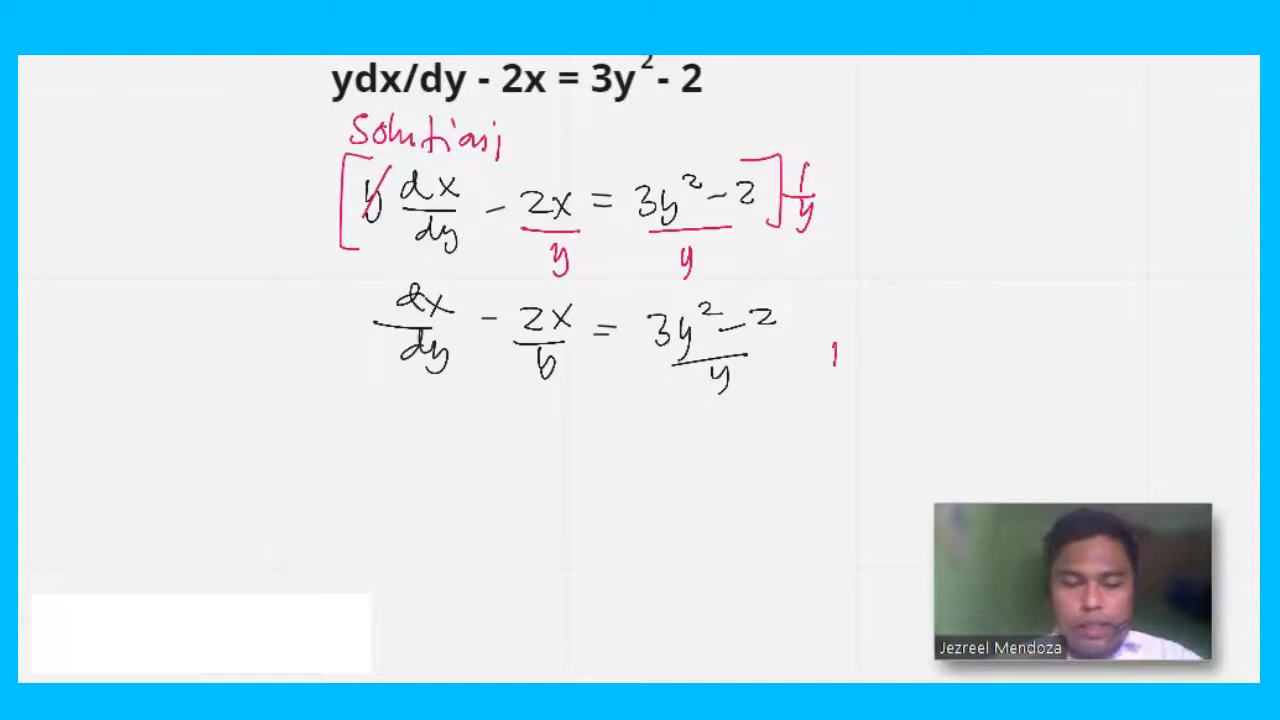 ydx/dy - 2x = 3y² - 2
Solution;
[y dx/dy - 2x/y = 3y² - 2/y] 1/y
dx/dy - 2x/b = 3y² - 2/y
1
Jezreel Mendoza